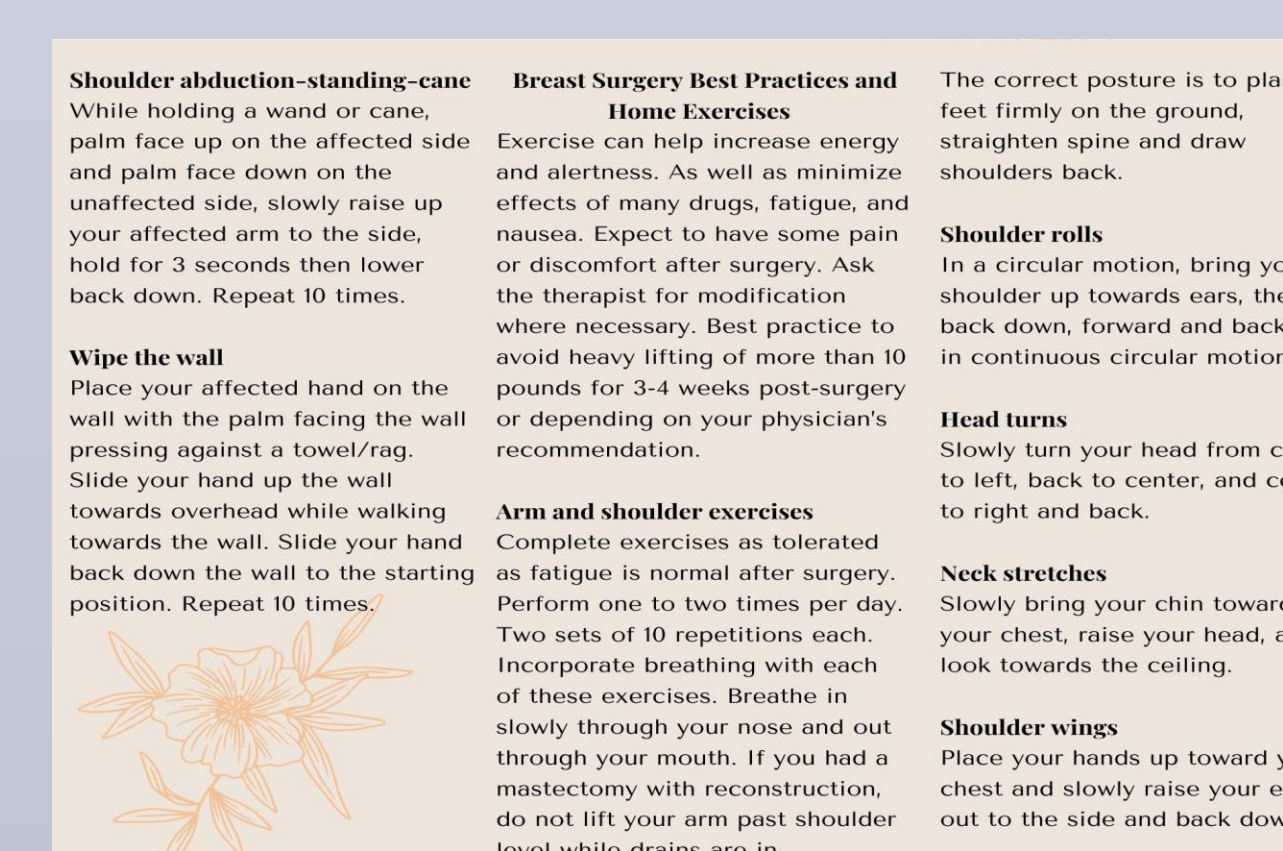 Shoulder abduction-standing-cane
While holding a wand or cane,
palm face up on the affected side
and palm face down on the
unaffected side, slowly raise up
your affected arm to the side,
hold for 3 seconds then lower
back down. Repeat 10 times.
Wipe the wall
Place your affected hand on the
wall with the palm facing the wall
pressing against a towel/rag.
Slide your hand up the wall
towards overhead while walking
towards the wall. Slide your hand
back down the wall to the starting
position. Repeat 10 times.
Breast Surgery Best Practices and
Home Exercises
Exercise can help increase energy
and alertness. As well as minimize
effects of many drugs, fatigue, and
nausea. Expect to have some pain
or discomfort after surgery. Ask
the therapist for modification
where necessary. Best practice to
avoid heavy lifting of more than 10
pounds for 3-4 weeks post-surgery
or depending on your physician's
recommendation.
Arm and shoulder exercises
Complete exercises as tolerated
as fatigue is normal after surgery.
Perform one to two times per day.
Two sets of 10 repetitions each.
Incorporate breathing with each
of these exercises. Breathe in
slowly through your nose and out
through your mouth. If you had a
mastectomy with reconstruction,
do not lift your arm past shoulder
level while drains are in
The correct posture is to
feet firmly on the ground,
straighten spine and draw
shoulders back.
Shoulder rolls
In a circular motion, bring
shoulder up towards ears,
back down, forward and back
in continuous circular motion
Head turns
Slowly turn your head from
to left, back to center, and
to right and back.
Neck stretches
Slowly bring your chin
your chest, raise your head,
look towards the ceiling.
Shoulder wings
Place your hands up toward
chest and slowly raise your
out to the side and back